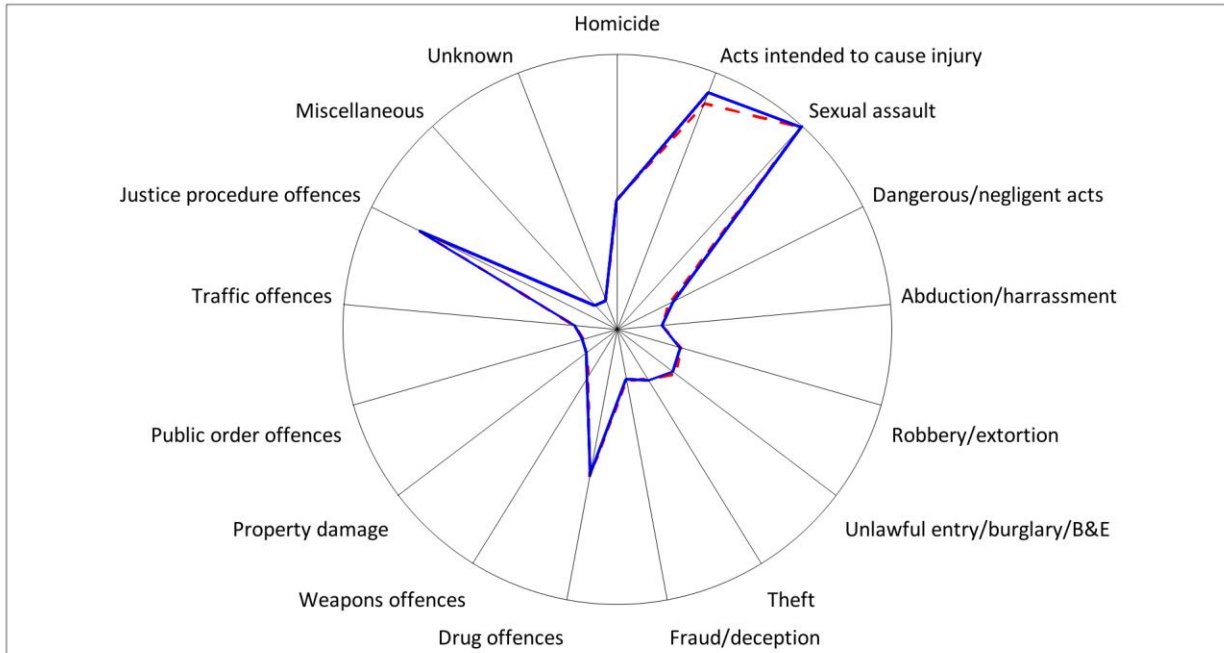 Homicide
Acts intended to cause injury
Sexual assault
Dangerous/negligent acts
Abduction/harrassment
Robbery/extortion
Unlawful entry/burglary/B&E
Theft
Fraud/deception
Drug offences
Weapons offences
Property damage
Public order offences
Traffic offences
Justice procedure offences
Miscellaneous
Unknown